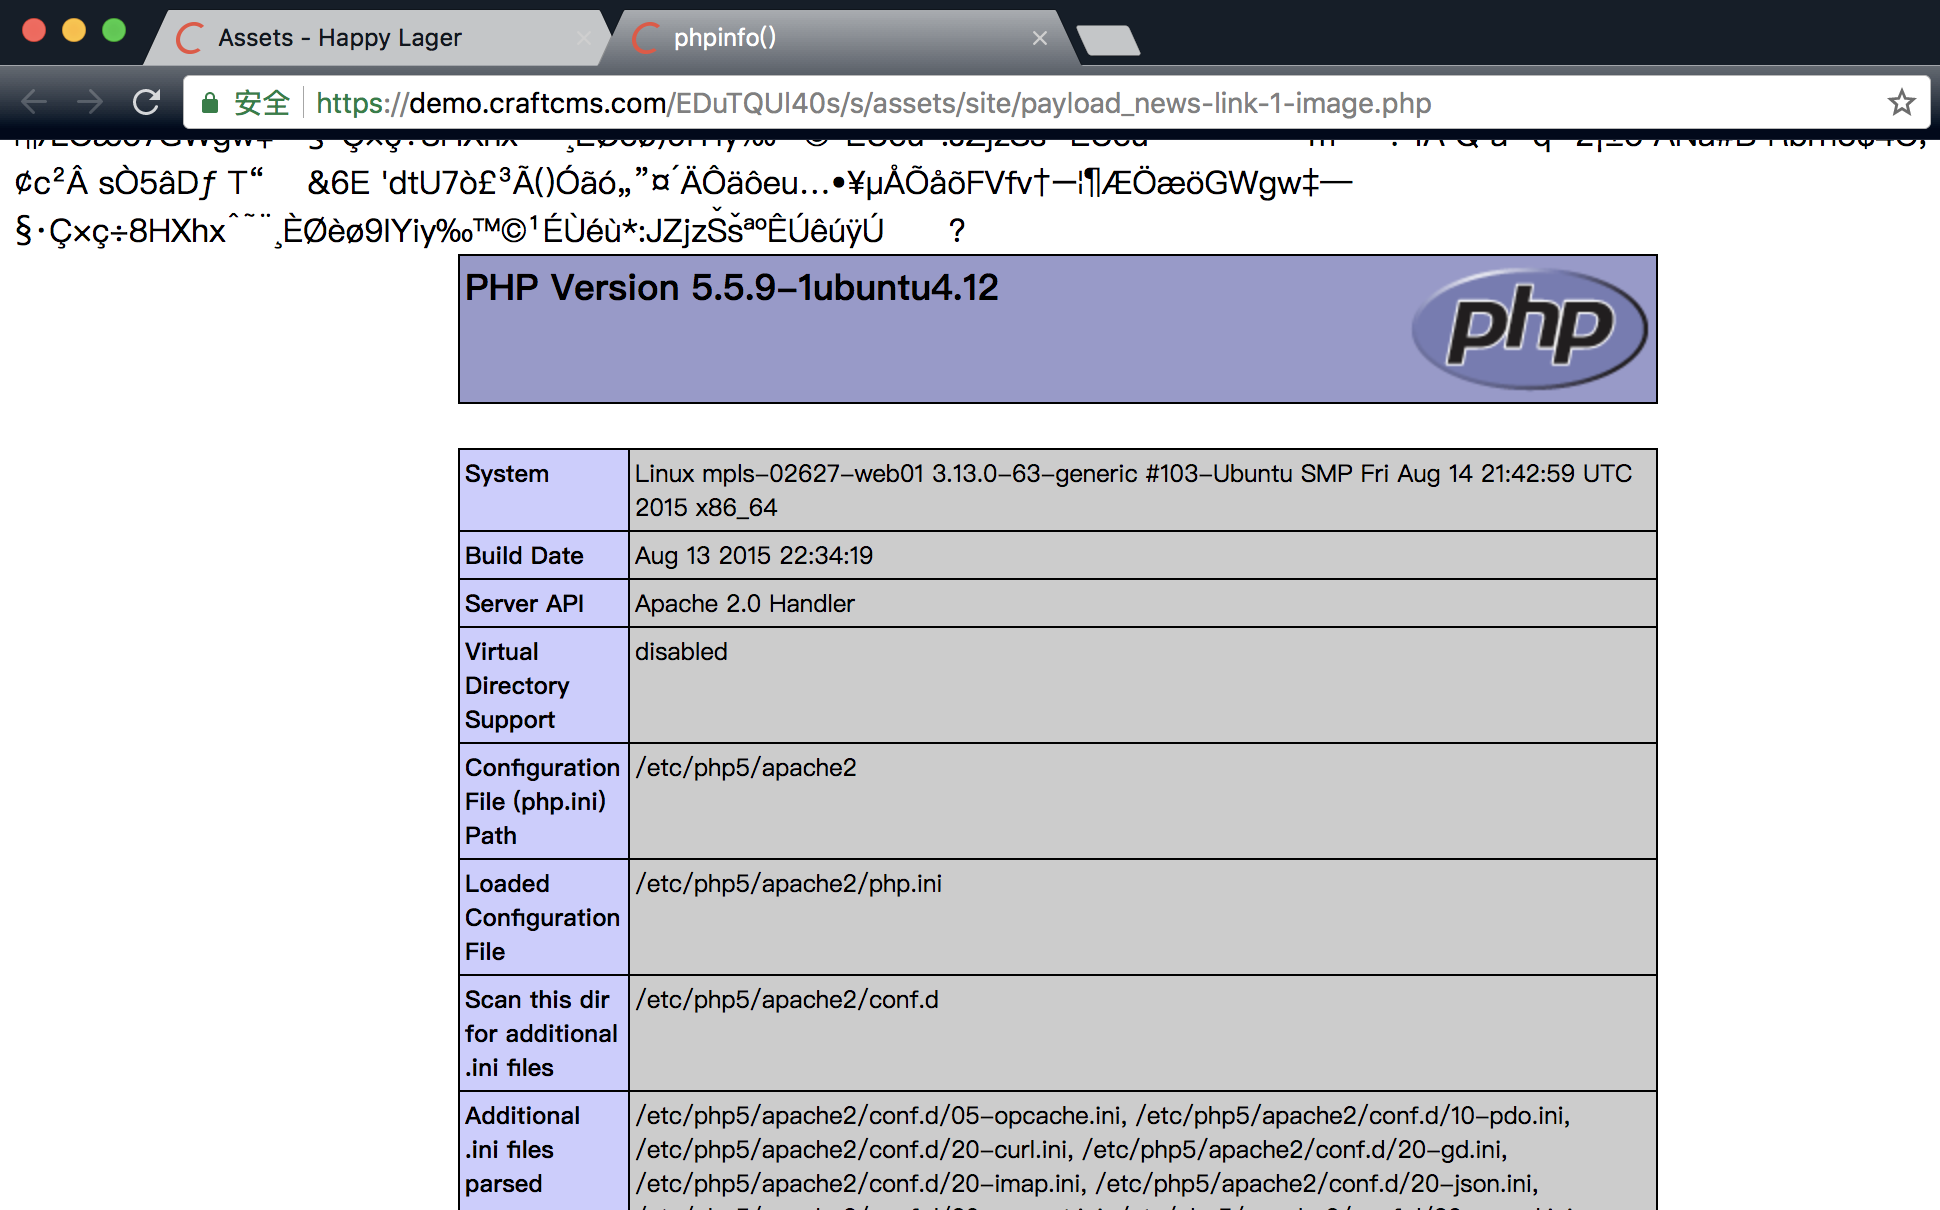 Assets - Happy Lager
phpinfo()
安全 https://demo.craftcms.com/EDuTQUl40s/s/assets/site/payload_news-link-1-image.php
¢c²Â sÒ5âDƒ T“ &6E 'dtU7ò£³Ã()Óãó„”¤´ÄÔäôeu…•¥µÅÕåõFVfv†—¦¶ÆÖæöGWgw‡—
§·Ç×ç÷8HXhxˆ˜¨¸ÈØèø9IYiy‰™©¹ÉÙéù*:JZjzŠšªºÊÚêúÿÚ ?
PHP Version 5.5.9-1ubuntu4.12
php
System
Linux mpls-02627-web01 3.13.0-63-generic #103-Ubuntu SMP Fri Aug 14 21:42:59 UTC
2015 x86_64
Build Date
Aug 13 2015 22:34:19
Server API
Apache 2.0 Handler
Virtual
Directory
Support
disabled
Configuration
File (php.ini)
Path
/etc/php5/apache2
Loaded
Configuration
File
/etc/php5/apache2/php.ini
Scan this dir
for additional
.ini files
/etc/php5/apache2/conf.d
Additional
.ini files
parsed
/etc/php5/apache2/conf.d/05-opcache.ini, /etc/php5/apache2/conf.d/10-pdo.ini,
/etc/php5/apache2/conf.d/20-curl.ini, /etc/php5/apache2/conf.d/20-gd.ini,
/etc/php5/apache2/conf.d/20-imap.ini, /etc/php5/apache2/conf.d/20-json.ini,